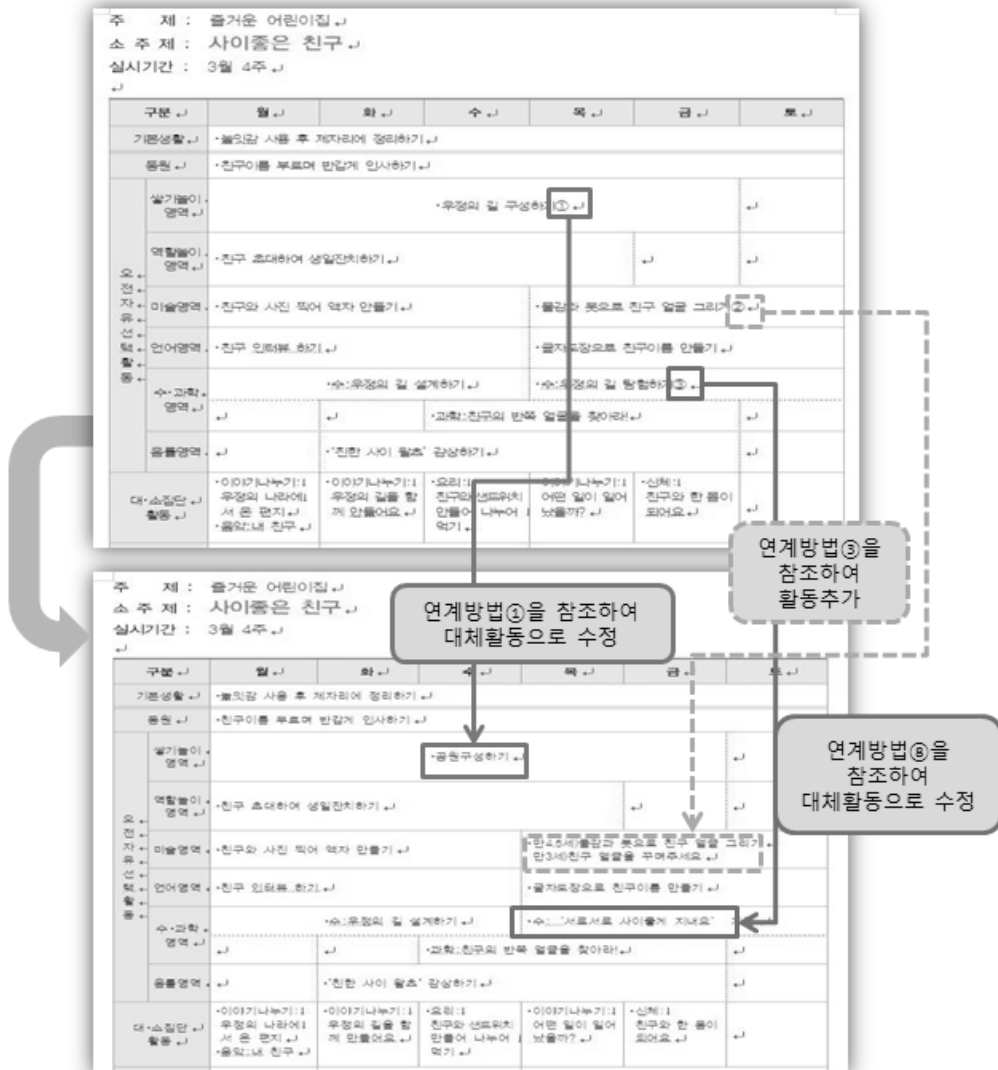 주 제 : 즐거운 어린이집
소 주 제 : 사이좋은 친구
실시기간 : 3월 4주
구분 월 화 수 목 금 토
기본생활 ·놀잇감 사용 후 제자리에 정리하기
등원 ·친구이름 부르며 반갑게 인사하기
오전자유선택활동
쌓기놀이 영역 ·우정의 길 구성하기①
역할놀이 영역 ·친구 초대하여 생일잔치하기
미술영역 ·친구와 사진 찍어 액자 만들기 ·물감과 붓으로 친구 얼굴 그리기②
언어영역 ·친구 인터뷰 하기 ·글자도장으로 친구이름 만들기
수·과학 영역 ·수:우정의 길 설계하기 ·수:우정의 길 탐험하기③
·과학:친구의 반쪽 얼굴을 찾아라!
음률영역 ·'친한 사이 왈츠' 감상하기
대·소집단 활동
·이야기나누기:1
우정의 나라에서 온 편지
·음악:내 친구
·이야기나누기:1
우정의 길을 함께 만들어요
·요리:1
친구와 샌드위치 만들어 나누어 먹기
·이야기나누기:1
어떤 일이 일어났을까?
·신체:1
친구와 한 몸이 되어요
연계방법③을
참조하여
활동추가
연계방법①을 참조하여
대체활동으로 수정
연계방법⑧을
참조하여
대체활동으로 수정
주 제 : 즐거운 어린이집
소 주 제 : 사이좋은 친구
실시기간 : 3월 4주
구분 월 화 수 목 금 토
기본생활 ·놀잇감 사용 후 제자리에 정리하기
등원 ·친구이름 부르며 반갑게 인사하기
오전자유선택활동
쌓기놀이 영역 ·공원구성하기
역할놀이 영역 ·친구 초대하여 생일잔치하기
미술영역 ·친구와 사진 찍어 액자 만들기 ·만4,5세)물감과 붓으로 친구 얼굴 그리기
만3세)친구 얼굴을 꾸며주세요
언어영역 ·친구 인터뷰 하기 ·글자도장으로 친구이름 만들기
수·과학 영역 ·수:우정의 길 설계하기 ·수: '서로서로 사이좋게 지내요'
·과학:친구의 반쪽 얼굴을 찾아라!
음률영역 ·'친한 사이 왈츠' 감상하기
대·소집단 활동
·이야기나누기:1
우정의 나라에서 온 편지
·음악:내 친구
·이야기나누기:1
우정의 길을 함께 만들어요
·요리:1
친구와 샌드위치 만들어 나누어 먹기
·이야기나누기:1
어떤 일이 일어났을까?
·신체:1
친구와 한 몸이 되어요